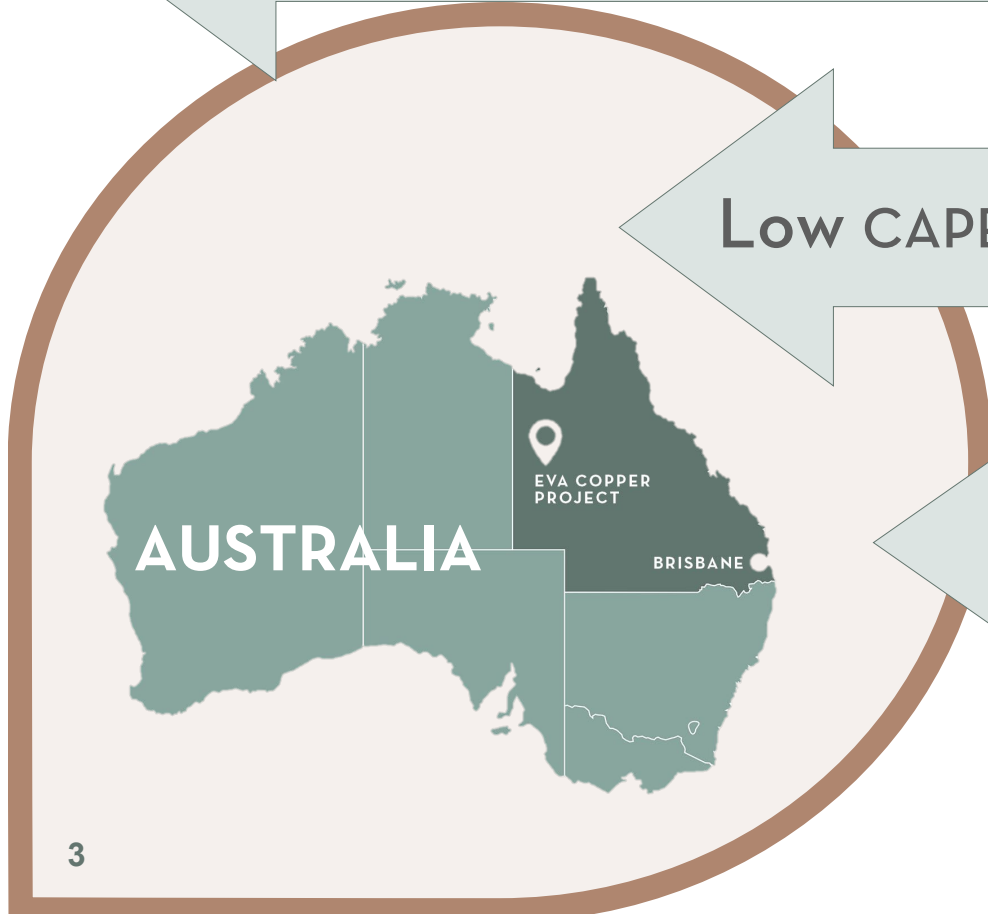 Low CAPE
EVA COPPER
PROJECT
AUSTRALIA
BRISBANE
3